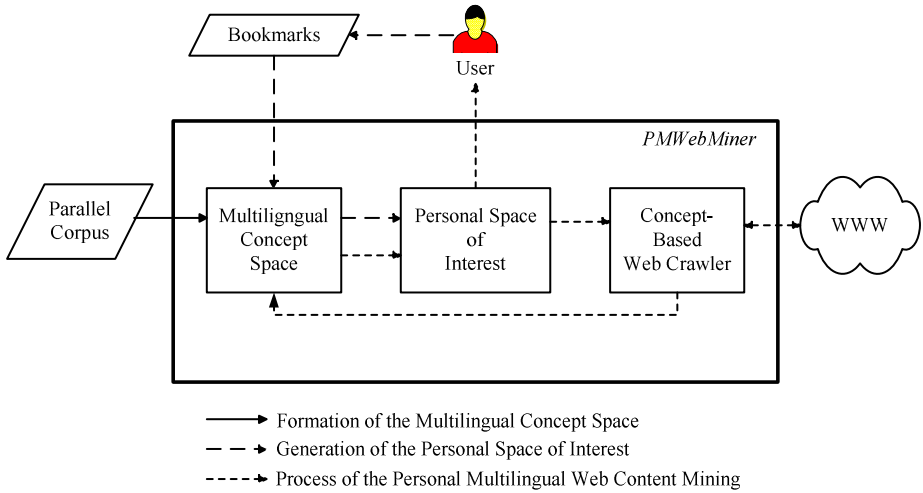 Bookmarks
User
PMWebMiner
Parallel
Corpus
Multiligngual
Concept
Space
Personal Space
of
Interest
Concept-
Based
Web Crawler
WWW
Formation of the Multilingual Concept Space
Generation of the Personal Space of Interest
Process of the Personal Multilingual Web Content Mining